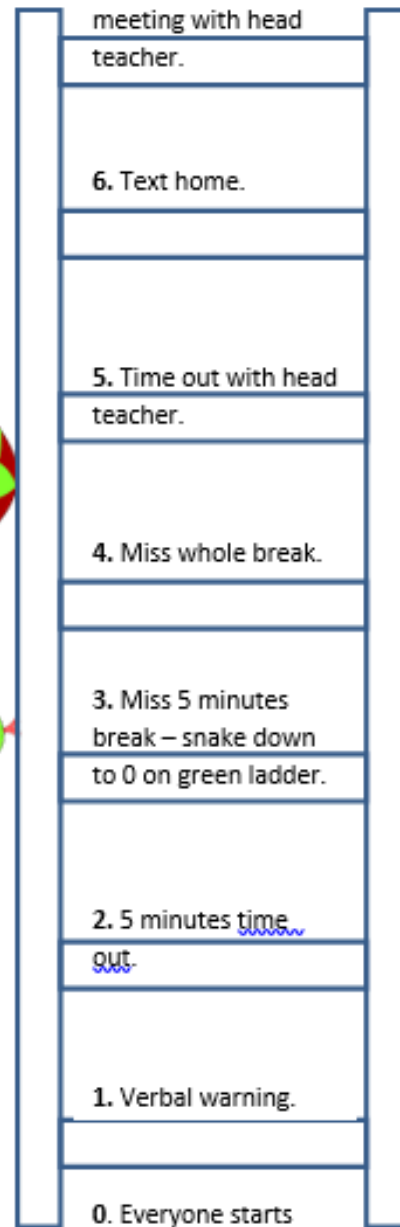 meeting with head
teacher.
6. Text home.
5. Time out with head
teacher.
4. Miss whole break.
3. Miss 5 minutes
break – snake down
to 0 on green ladder.
2. 5 minutes time
out.
1. Verbal warning.
0. Everyone starts